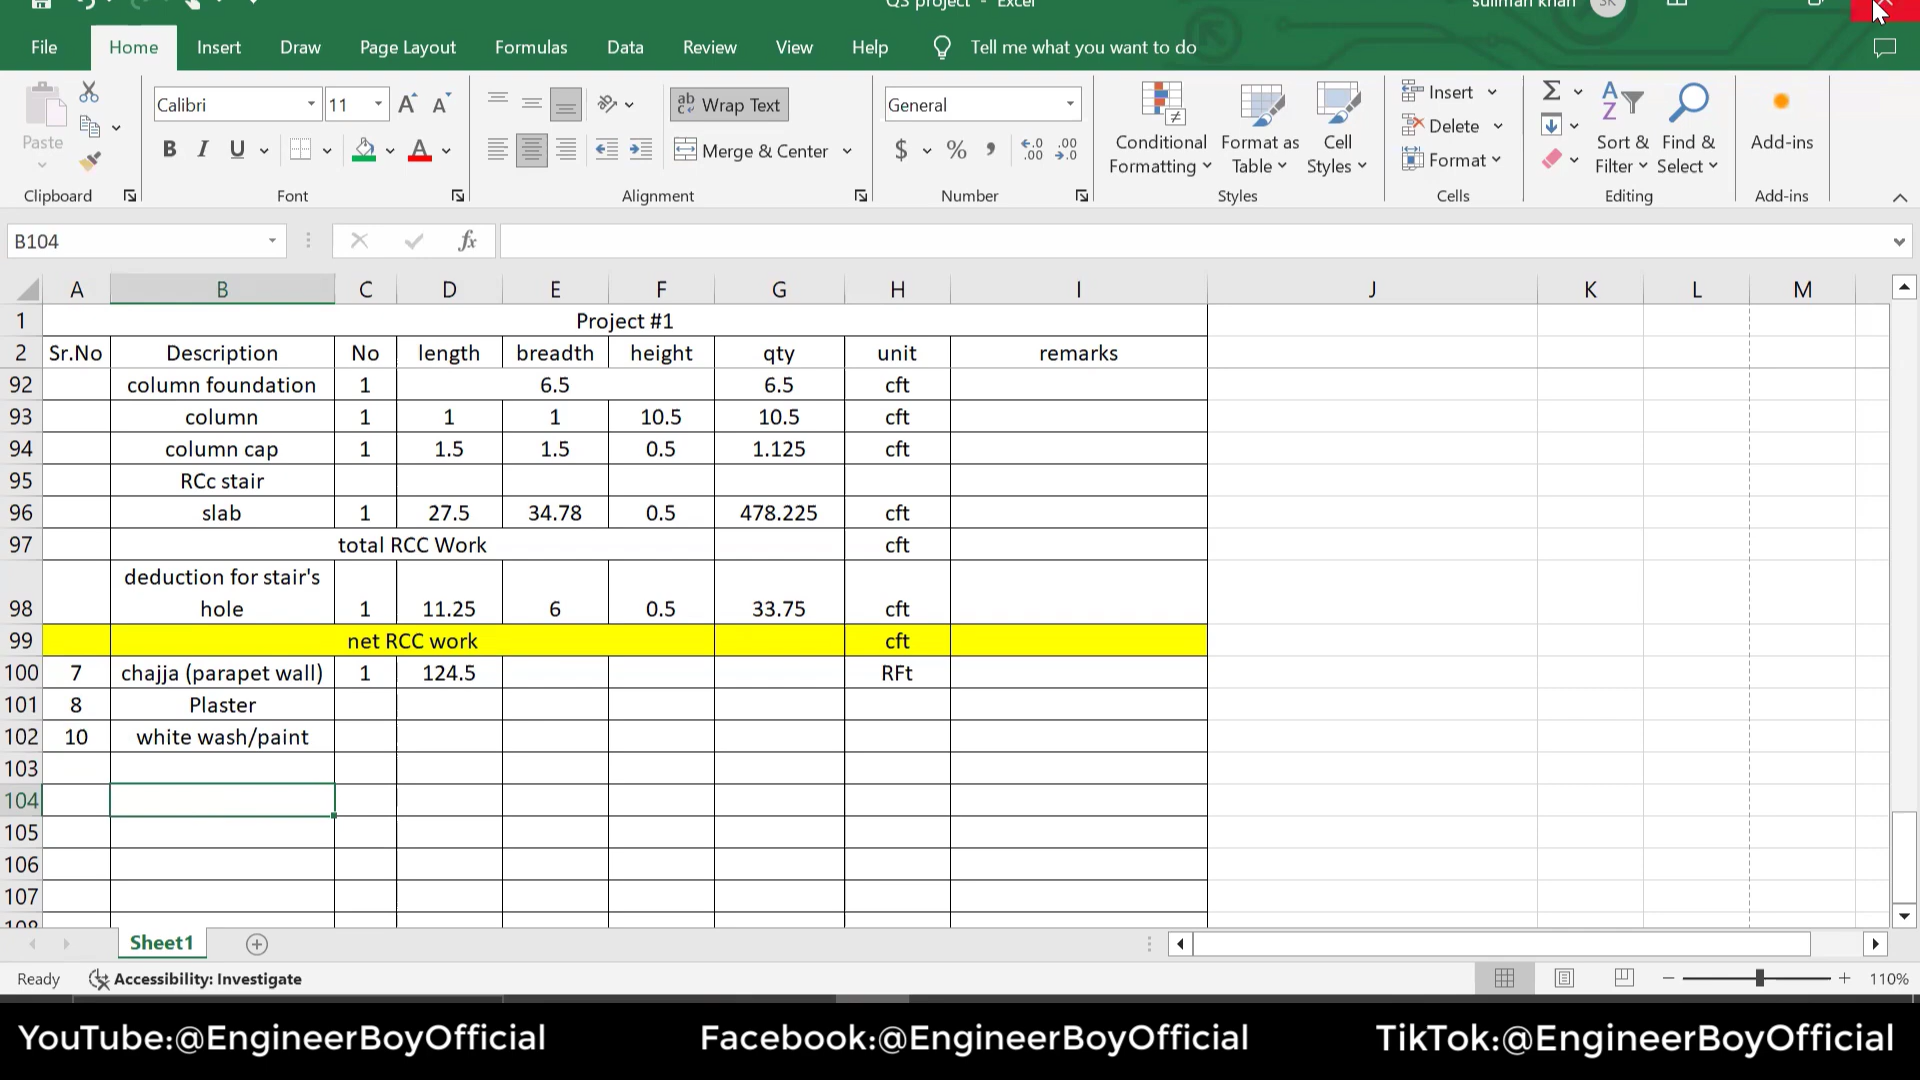 QS project - Excel
suliman khan SK
File Home Insert Draw Page Layout Formulas Data Review View Help Tell me what you want to do
Paste
Calibri 11
B I U A
Wrap Text
Merge & Center
General
$ % ,
Conditional Formatting
Format as Table
Cell Styles
Insert
Delete
Format
Sort & Filter
Find & Select
Add-ins
Clipboard Font Alignment Number Styles Cells Editing Add-ins
B104 fx
A B C D E F G H I J K L M
1 Project #1
2 Sr.No Description No length breadth height qty unit remarks
92 column foundation 1 6.5 6.5 cft
93 column 1 1 1 10.5 10.5 cft
94 column cap 1 1.5 1.5 0.5 1.125 cft
95 RCc stair
96 slab 1 27.5 34.78 0.5 478.225 cft
97 total RCC Work cft
98 deduction for stair's hole 1 11.25 6 0.5 33.75 cft
99 net RCC work cft
100 7 chajja (parapet wall) 1 124.5 RFt
101 8 Plaster
102 10 white wash/paint
103
104
105
106
107
108
Sheet1
Ready Accessibility: Investigate 110%
YouTube:@EngineerBoyOfficial Facebook:@EngineerBoyOfficial TikTok:@EngineerBoyOfficial